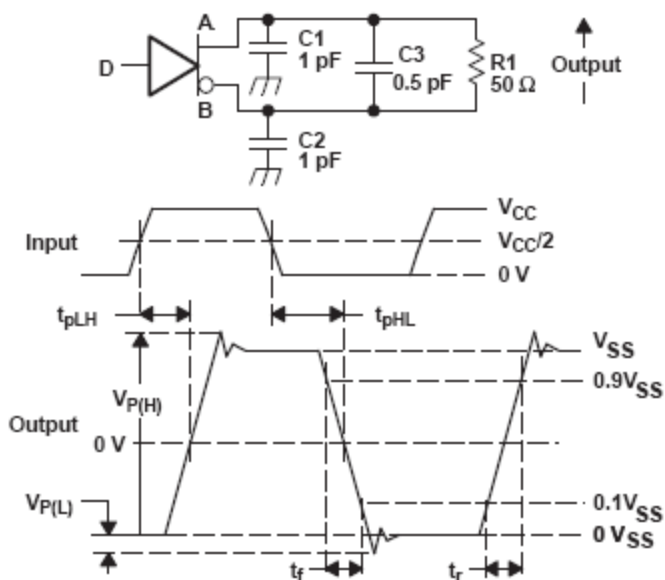 A
D
B
C1
1 pF
C3
0.5 pF
R1
50 Ω
Output
C2
1 pF
Input
VCC
VCC/2
0 V
tpLH
tpHL
VSS
0.9VSS
VP(H)
Output
0 V
VP(L)
0.1VSS
0 VSS
tf
tr